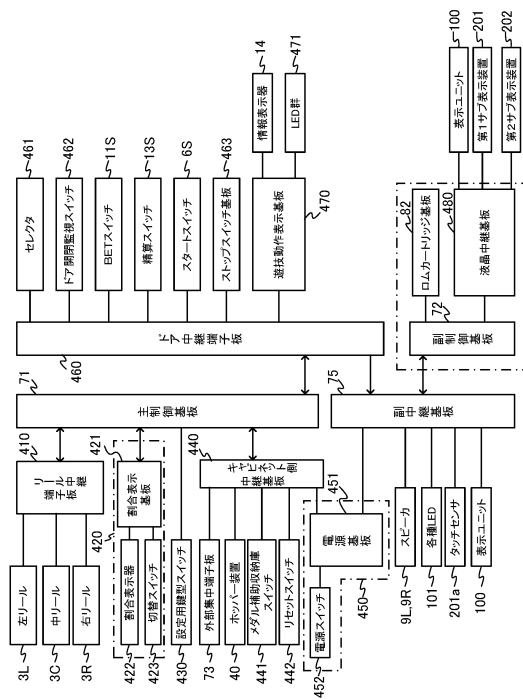 セレクタ
461
ドア開閉監視スイッチ
462
BETスイッチ
11S
精算スイッチ
13S
スタートスイッチ
6S
ストップスイッチ基板
463
遊技動作表示基板
470
情報表示器
14
LED群
471
ドア中継端子板
460
表示ユニット
100
第1サブ表示装置
201
第2サブ表示装置
202
ロムカートリッジ基板
82
液晶中継基板
480
副制御基板
72
主制御基板
71
副中継基板
75
リール中継
端子板
410
左リール
3L
中リール
3C
右リール
3R
割合表示
基板
421
420
割合表示器
422
切替スイッチ
423
設定用鍵型スイッチ
430
キャビネット側
中継基板
440
外部集中端子板
73
ホッパー装置
40
メダル補助収納庫
スイッチ
441
リセットスイッチ
442
電源基板
451
450
電源スイッチ
452
スピーカ
9L,9R
各種LED
101
タッチセンサ
201a
表示ユニット
100